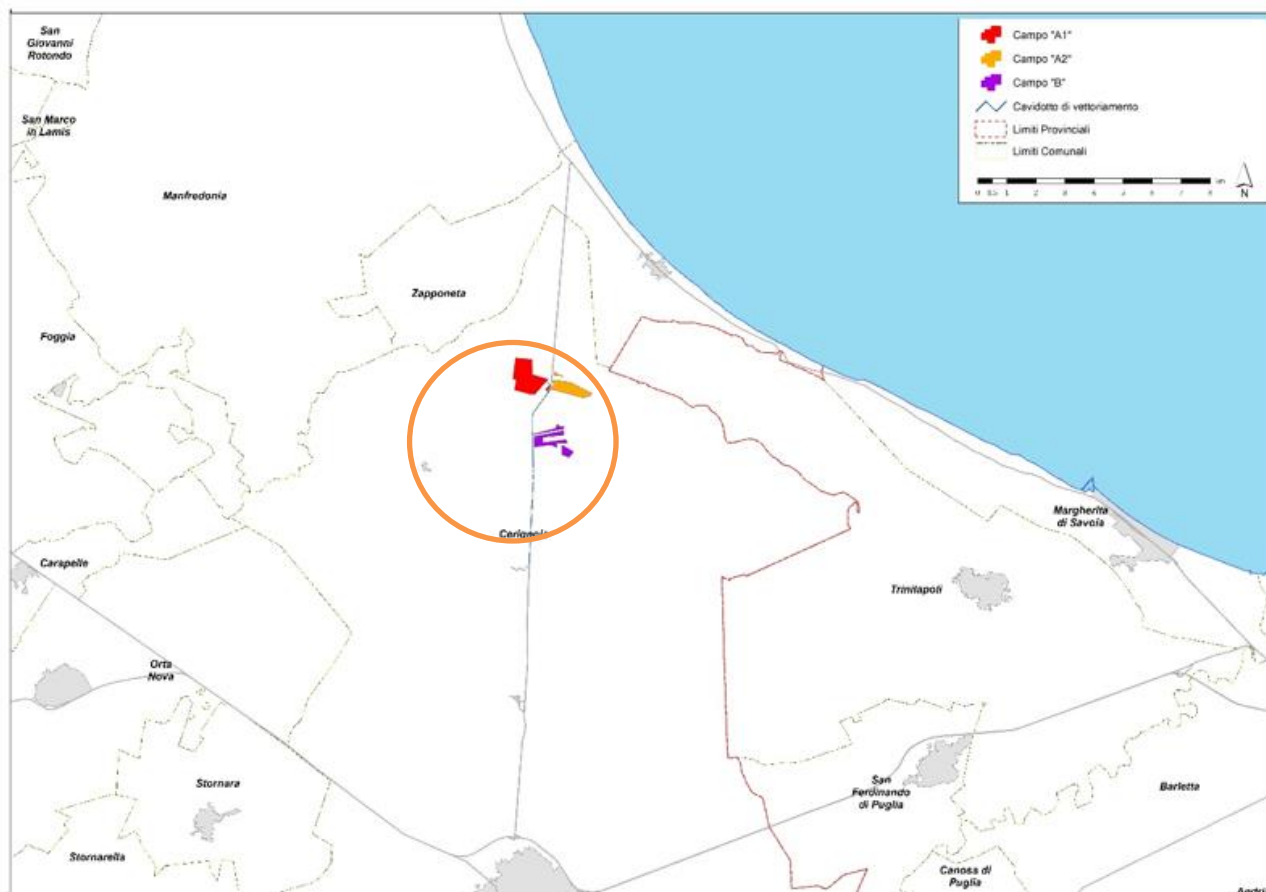 San
Giovanni
Rotondo
San Marco
in Lamis
Manfredonia
Zapponeta
Foggia
Cerignola
Carapelle
Orta
Nova
Stornara
Stornarella
Margherita
di Savoia
Trinitapoli
San
Ferdinando
di Puglia
Barletta
Canosa di
Puglia
Campo "A1"
Campo "A2"
Campo "B"
Cavidotto di vettoriamento
Limiti Provinciali
Limiti Comunali
N